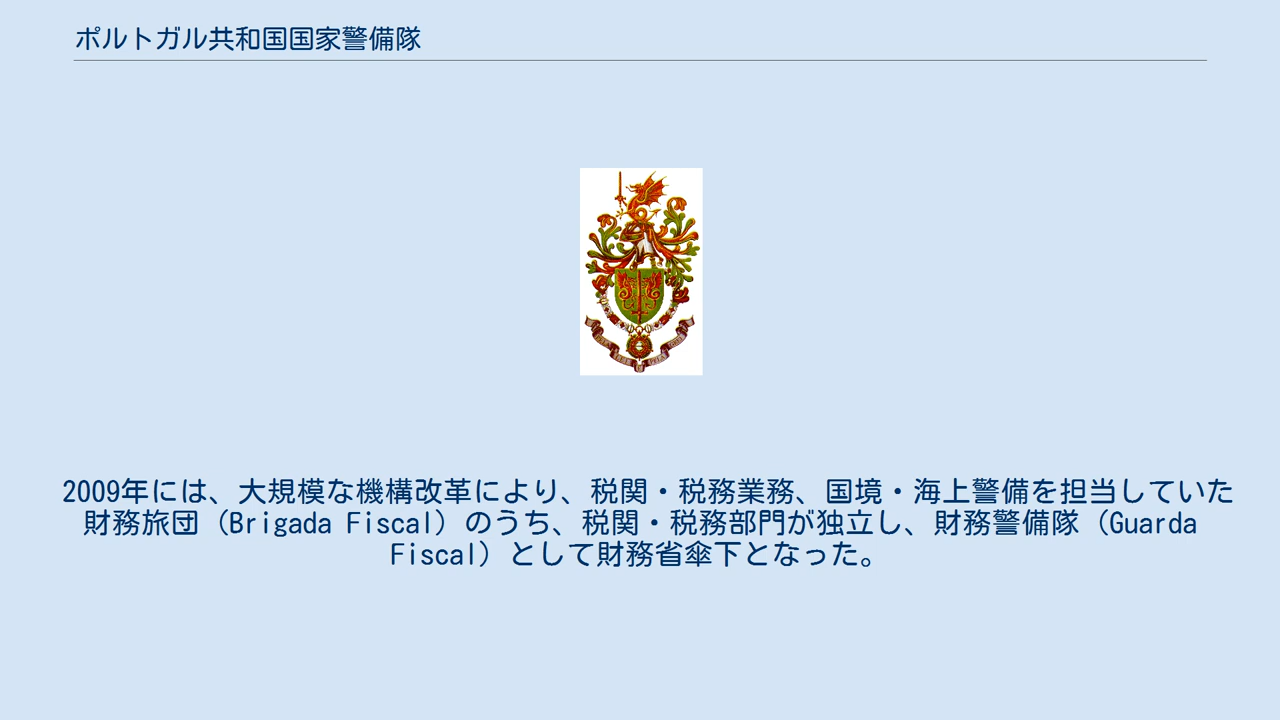 ポルトガル共和国国家警備隊
2009年には、大規模な機構改革により、税関・税務業務、国境・海上警備を担当していた
財務旅団（Brigada Fiscal）のうち、税関・税務部門が独立し、財務警備隊（Guarda
Fiscal）として財務省傘下となった。